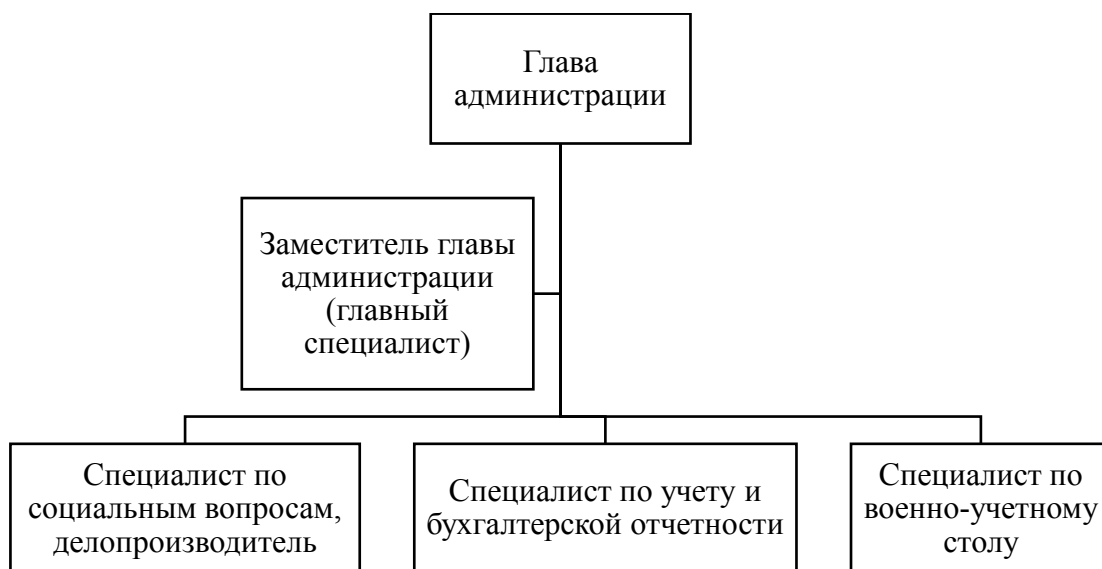 Глава
администрации
Заместитель главы
администрации
(главный
специалист)
Специалист по
социальным вопросам,
делопроизводитель
Специалист по учету и
бухгалтерской отчетности
Специалист по
военно-учетному
столу